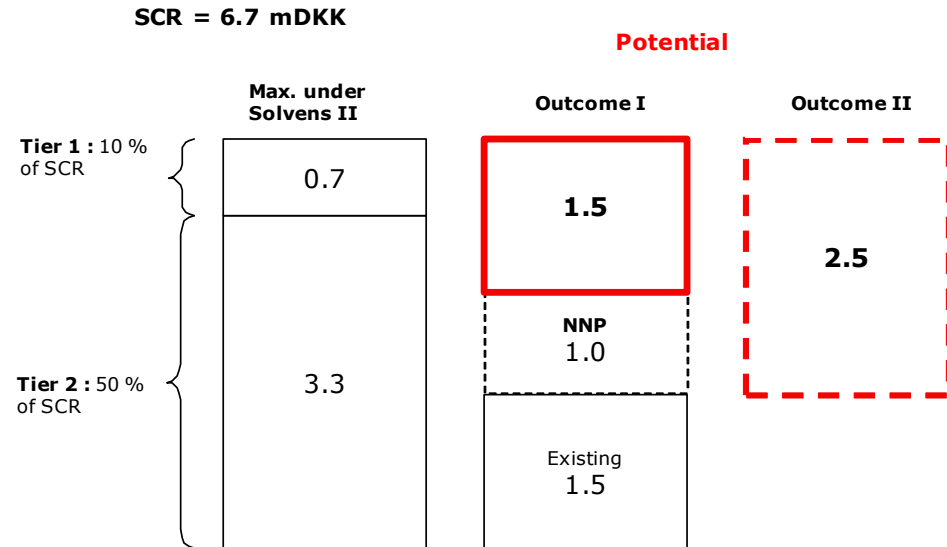 SCR = 6.7 mDKK
Potential
Max. under
Solvens II
Outcome I
Outcome II
Tier 1 : 10 %
of SCR
0.7
1.5
2.5
NNP
1.0
Tier 2 : 50 %
of SCR
3.3
Existing
1.5